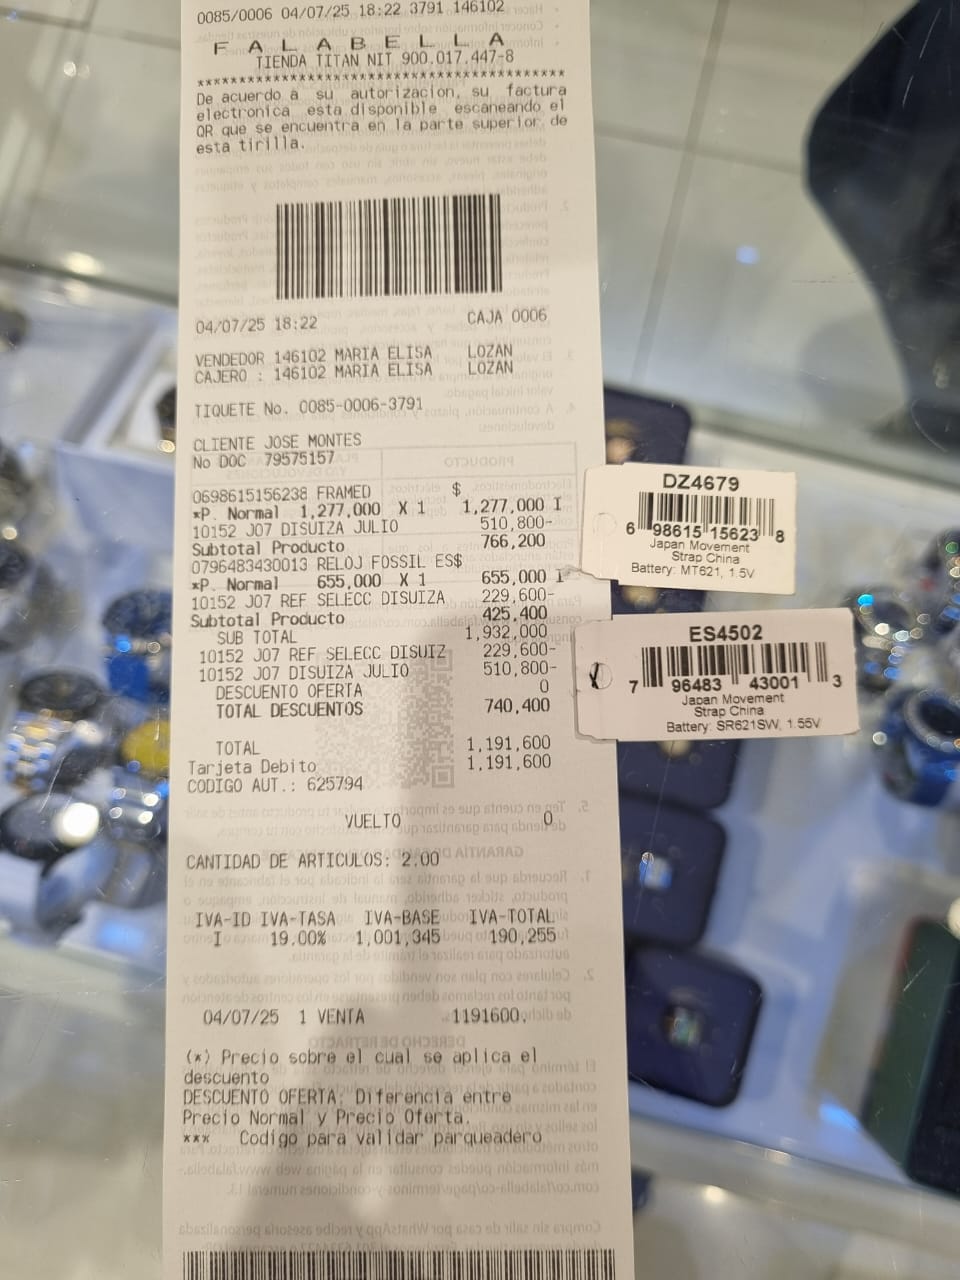 0085/0006 04/07/25 18:22 3791 146102
F A L A B E L L A
TIENDA TITAN NIT 900.017.447-8
********************************************
De acuerdo a su autorizacion, su factura
electronica esta disponible escaneando el
QR que se encuentra en la parte superior de
esta tirilla.
04/07/25 18:22 CAJA 0006
VENDEDOR 146102 MARIA ELISA LOZAN
CAJERO : 146102 MARIA ELISA LOZAN
TIQUETE No. 0085-0006-3791
CLIENTE JOSE MONTES
No DOC 79575157
$
0698615156238 FRAMED
*P. Normal 1,277,000 X 1 1,277,000 I
10152 J07 DISUIZA JULIO 510,800-
Subtotal Producto 766,200
0796483430013 RELOJ FOSSIL ES$
*P. Normal 655,000 X 1 655,000 I
10152 J07 REF SELECC DISUIZA 229,600-
Subtotal Producto 425,400
SUB TOTAL 1,932,000
10152 J07 REF SELECC DISUIZ 229,600-
10152 J07 DISUIZA JULIO 510,800-
DESCUENTO OFERTA 0
TOTAL DESCUENTOS 740,400
TOTAL 1,191,600
Tarjeta Debito 1,191,600
CODIGO AUT.: 625794
VUELTO 0
CANTIDAD DE ARTICULOS: 2.00
IVA-ID IVA-TASA IVA-BASE IVA-TOTAL
I 19.00% 1,001,345 190,255
04/07/25 1 VENTA 1191600.
(*) Precio sobre el cual se aplica el
descuento
DESCUENTO OFERTA: Diferencia entre
Precio Normal y Precio Oferta.
*** Codigo para validar parqueadero
DZ4679
6 98615 15623 8
Japan Movement
Strap China
Battery: MT621, 1.5V
ES4502
7 96483 43001 3
Japan Movement
Strap China
Battery: SR621SW, 1.55V